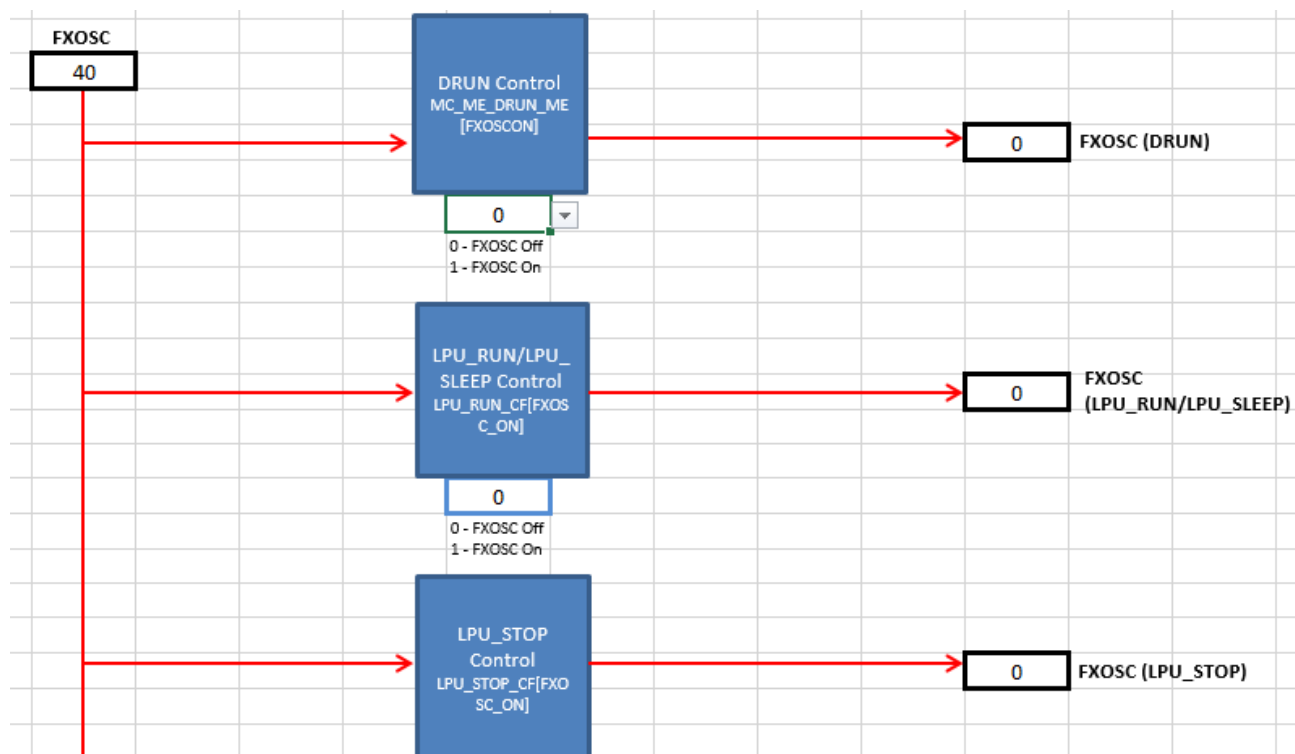 FXOSC
40
DRUN Control
MC_ME_DRUN_ME
[FXOSCON]
0
FXOSC (DRUN)
0
0 - FXOSC Off
1 - FXOSC On
LPU_RUN/LPU_
SLEEP Control
LPU_RUN_CF[FXOS
C_ON]
0
FXOSC
(LPU_RUN/LPU_SLEEP)
0
0 - FXOSC Off
1 - FXOSC On
LPU_STOP
Control
LPU_STOP_CF[FXO
SC_ON]
0
FXOSC (LPU_STOP)